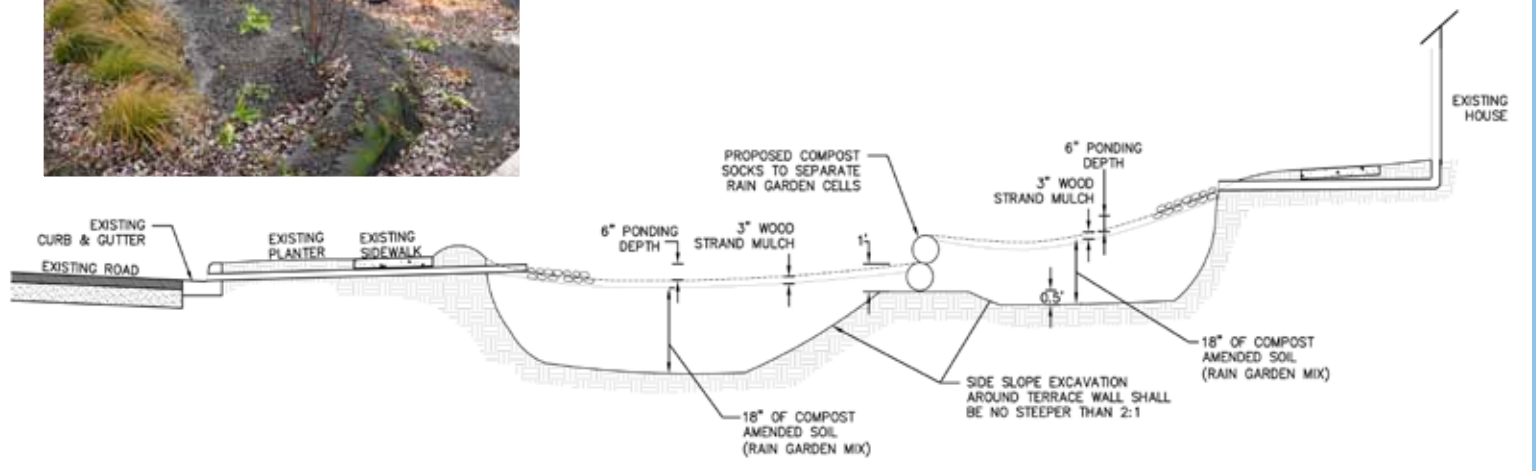 EXISTING
HOUSE
PROPOSED COMPOST
SOCKS TO SEPARATE
RAIN GARDEN CELLS
6" PONDING
DEPTH
3" WOOD
STRAND MULCH
EXISTING
CURB & GUTTER
EXISTING ROAD
EXISTING
PLANTER
EXISTING
SIDEWALK
6" PONDING
DEPTH
3" WOOD
STRAND MULCH
1'
0.5'
18" OF COMPOST
AMENDED SOIL
(RAIN GARDEN MIX)
SIDE SLOPE EXCAVATION
AROUND TERRACE WALL SHALL
BE NO STEEPER THAN 2:1
18" OF COMPOST
AMENDED SOIL
(RAIN GARDEN MIX)